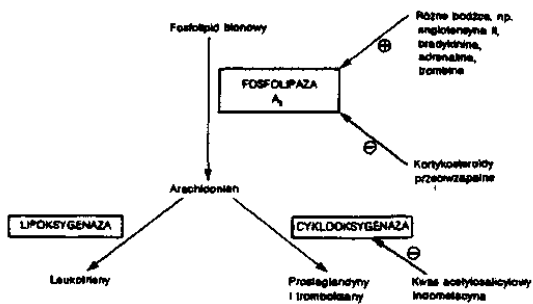 Fosfolipid błonowy
Różne bodźce, np.
angiotensyna II,
bradykinina,
adrenalina,
trombina
⊕
FOSFOLIPAZA
A₂
⊖
Kortykosteroidy
przeciwzapalne
Arachidonian
LIPOKSYGENAZA
CYKLOOKSYGENAZA
⊖
Leukotrieny
Prostaglandyny
i tromboksany
Kwas acetylosalicylowy
Indometacyna